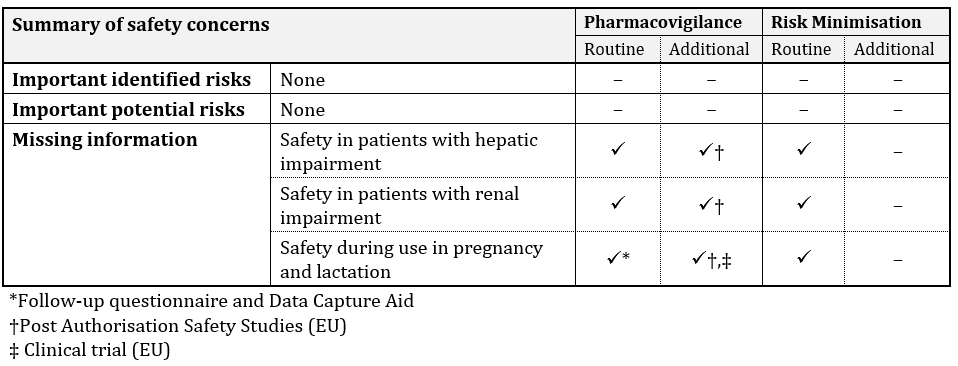 Summary of safety concerns Pharmacovigilance Risk Minimisation
Routine Additional Routine Additional
Important identified risks None – – – –
Important potential risks None – – – –
Missing information Safety in patients with hepatic
impairment ✓ ✓† ✓ –
Safety in patients with renal
impairment ✓ ✓† ✓ –
Safety during use in pregnancy
and lactation ✓* ✓†,‡ ✓ –
*Follow-up questionnaire and Data Capture Aid
†Post Authorisation Safety Studies (EU)
‡ Clinical trial (EU)